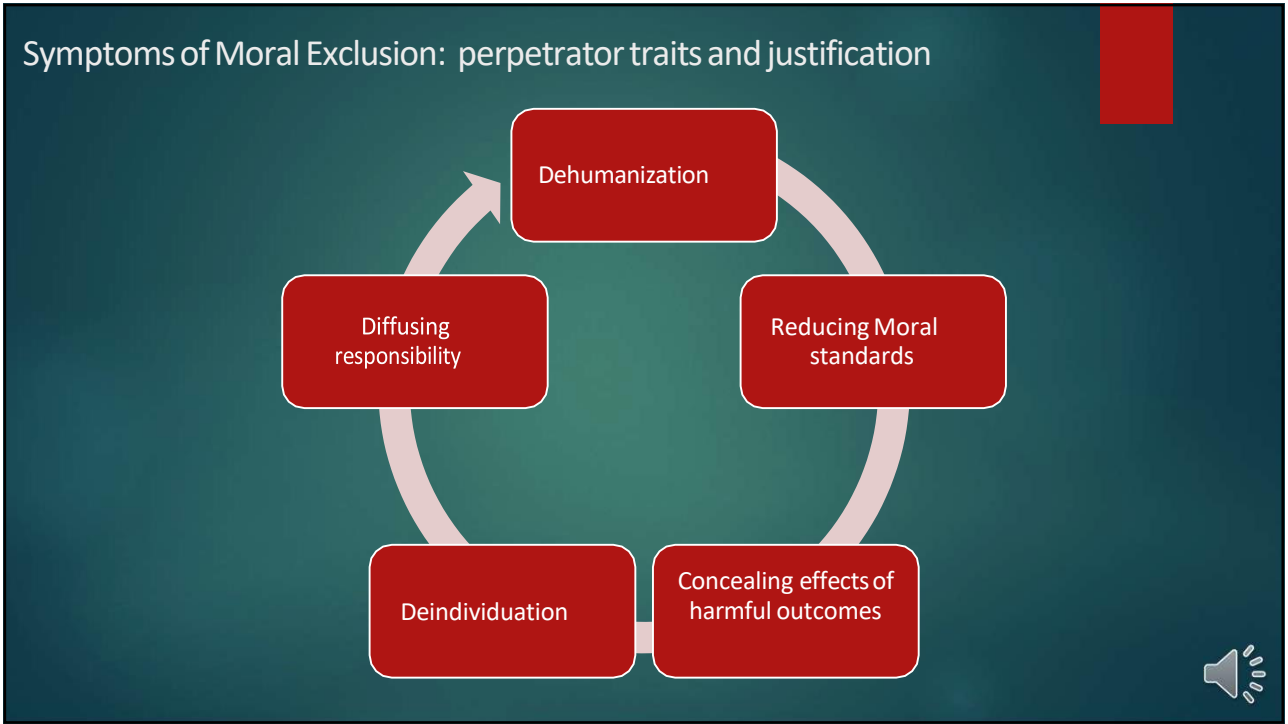 Symptoms of Moral Exclusion: perpetrator traits and justification
Dehumanization
Reducing Moral
standards
Concealing effects of
harmful outcomes
Deindividuation
Diffusing
responsibility